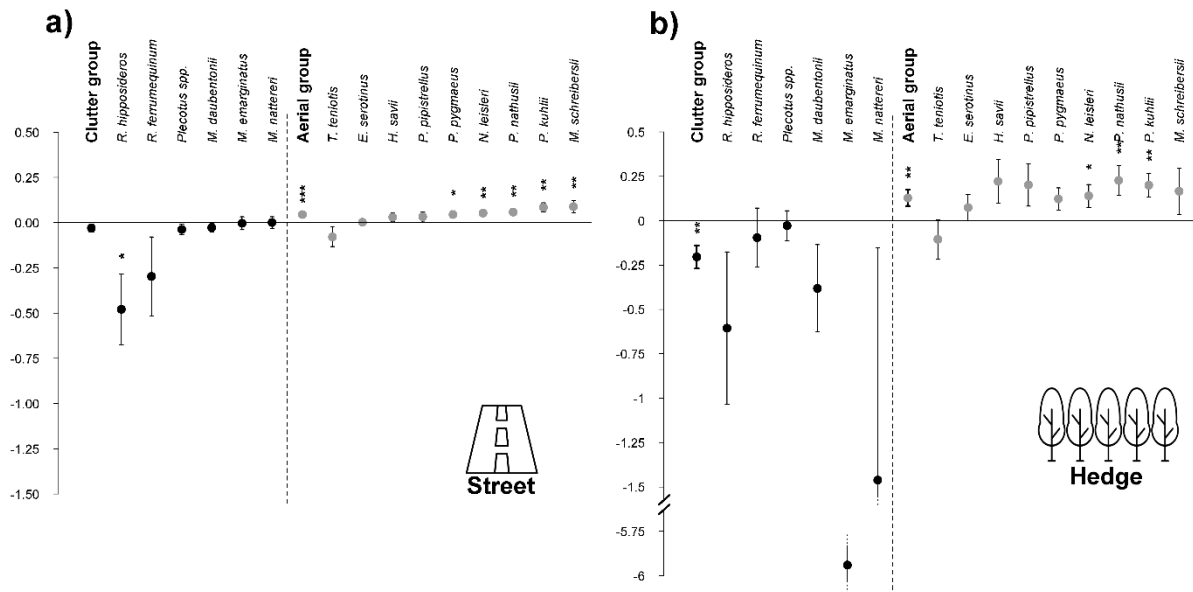 a)
Clutter group
R. hipposideros
R. ferrumequinum
Plecotus spp.
M. daubentonii
M. emarginatus
M. nattereri
Aerial group
T. teniotis
E. serotinus
H. savii
P. pipistrellus
P. pygmaeus
N. leisleri
P. nathusii
P. kuhlii
M. schreibersii
0.50
0.25
0.00
-0.25
-0.50
-0.75
-1.00
-1.25
-1.50
*
***
*
**
**
**
**
Street
b)
Clutter group
R. hipposideros
R. ferrumequinum
Plecotus spp.
M. daubentonii
M. emarginatus
M. nattereri
Aerial group
T. teniotis
E. serotinus
H. savii
P. pipistrellus
P. pygmaeus
N. leisleri
P. nathusii
P. kuhlii
M. schreibersii
0.5
0.25
0
-0.25
-0.5
-0.75
-1
-1.25
-1.5
-5.75
-6
**
**
*
**
**
Hedge